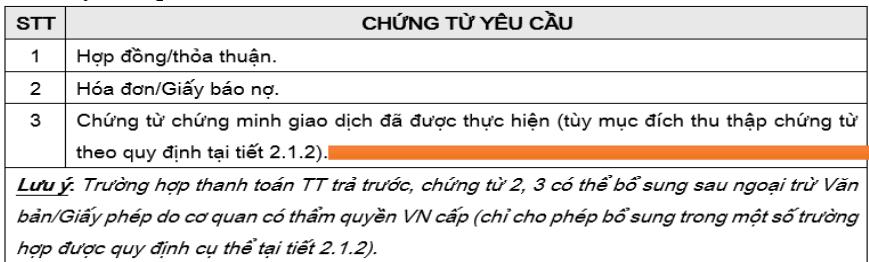 STT CHỨNG TỪ YÊU CẦU
1 Hợp đồng/thỏa thuận.
2 Hóa đơn/Giấy báo nợ.
3 Chứng từ chứng minh giao dịch đã được thực hiện (tùy mục đích thu thập chứng từ
theo quy định tại tiết 2.1.2).
Lưu ý: Trường hợp thanh toán TT trả trước, chứng từ 2, 3 có thể bổ sung sau ngoại trừ Văn
bản/Giấy phép do cơ quan có thẩm quyền VN cấp (chỉ cho phép bổ sung trong một số trường
hợp được quy định cụ thể tại tiết 2.1.2).